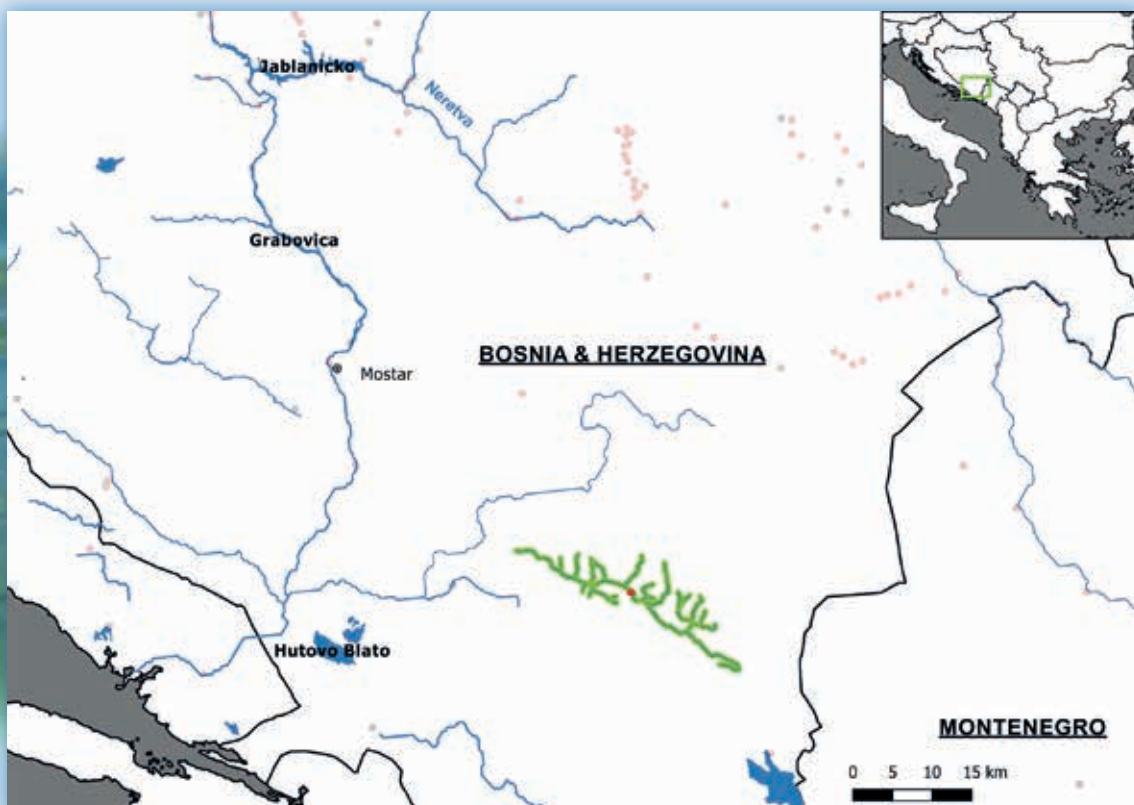 Jablanicko
Neretva
Grabovica
BOSNIA & HERZEGOVINA
Mostar
Hutovo Blato
MONTENEGRO
0 5 10 15 km